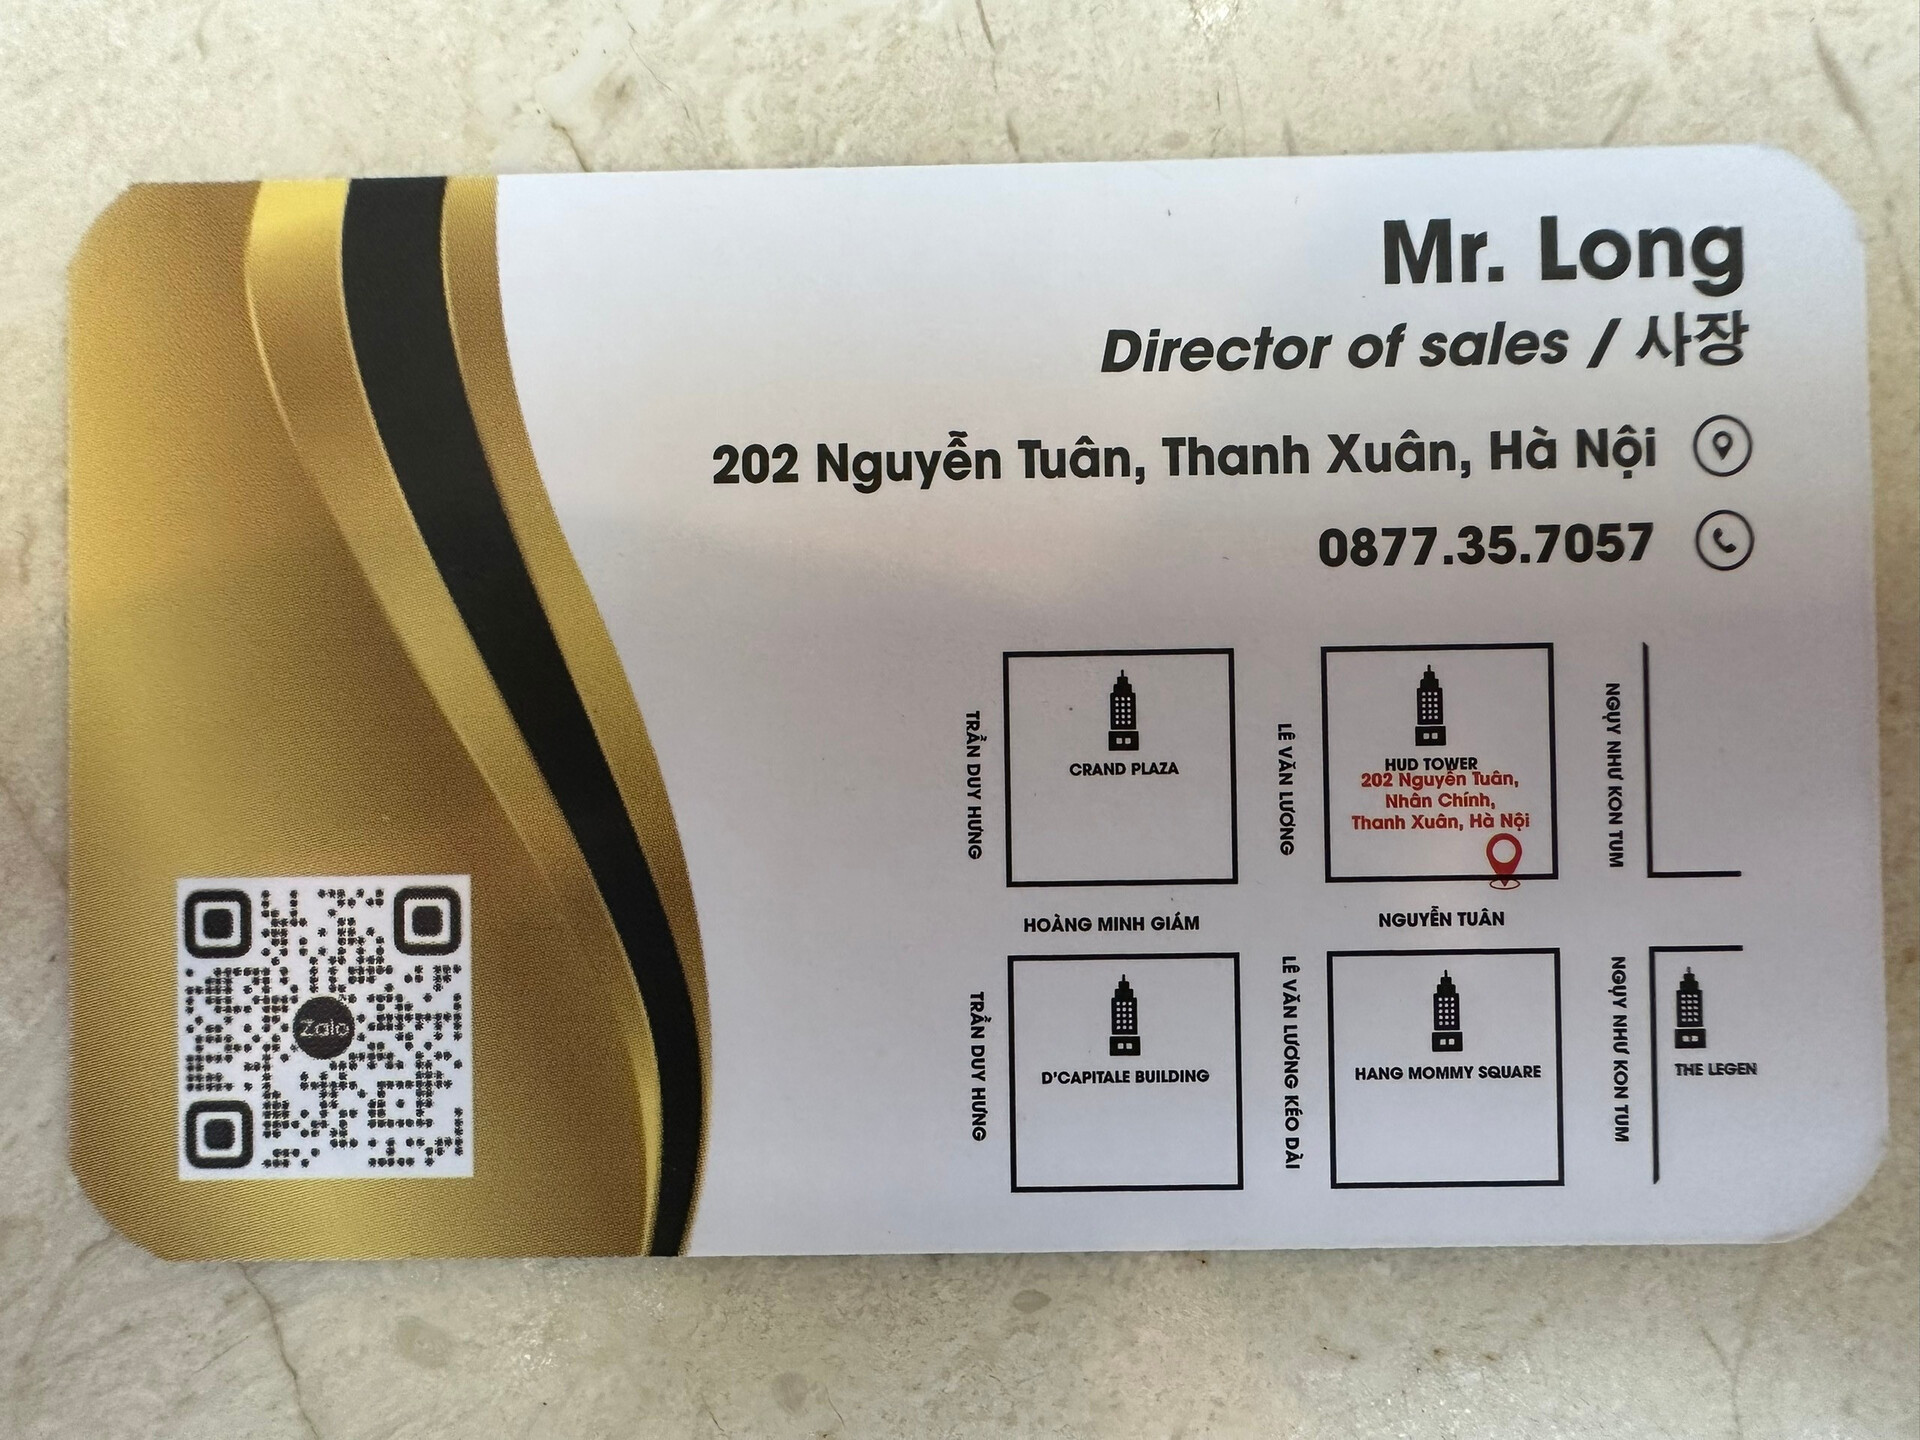 Mr. Long
Director of sales / 사장
202 Nguyễn Tuân, Thanh Xuân, Hà Nội
0877.35.7057
TRẦN DUY HƯNG
CRAND PLAZA
LÊ VĂN LƯƠNG
HUD TOWER
202 Nguyễn Tuân,
Nhân Chính,
Thanh Xuân, Hà Nội
NGỤY NHƯ KON TUM
HOÀNG MINH GIÁM
NGUYỄN TUÂN
TRẦN DUY HƯNG
D'CAPITALE BUILDING
LÊ VĂN LƯƠNG KÉO DÀI
HANG MOMMY SQUARE
NGỤY NHƯ KON TUM
THE LEGEN
Zalo